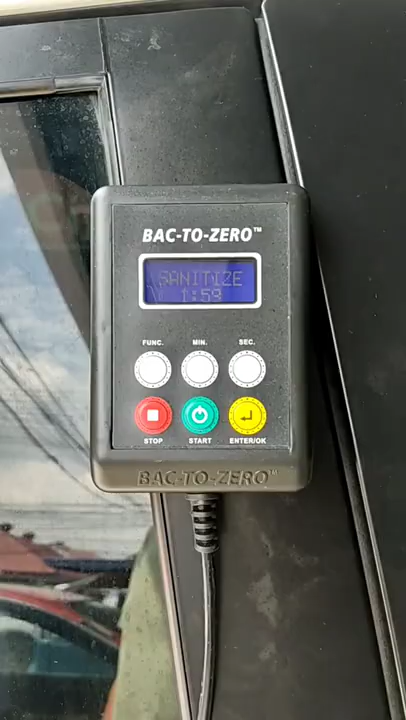 BAC-TO-ZERO™
SANITIZE
1:59
FUNC. MIN. SEC.
STOP START ENTER/OK
BAC-TO-ZERO™